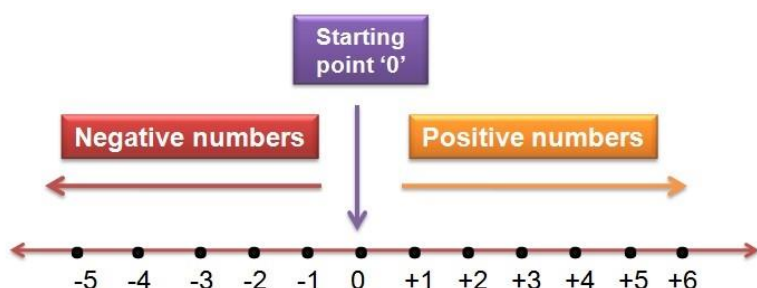 Starting
point ‘0’
Negative numbers
Positive numbers
-5 -4 -3 -2 -1 0 +1 +2 +3 +4 +5 +6